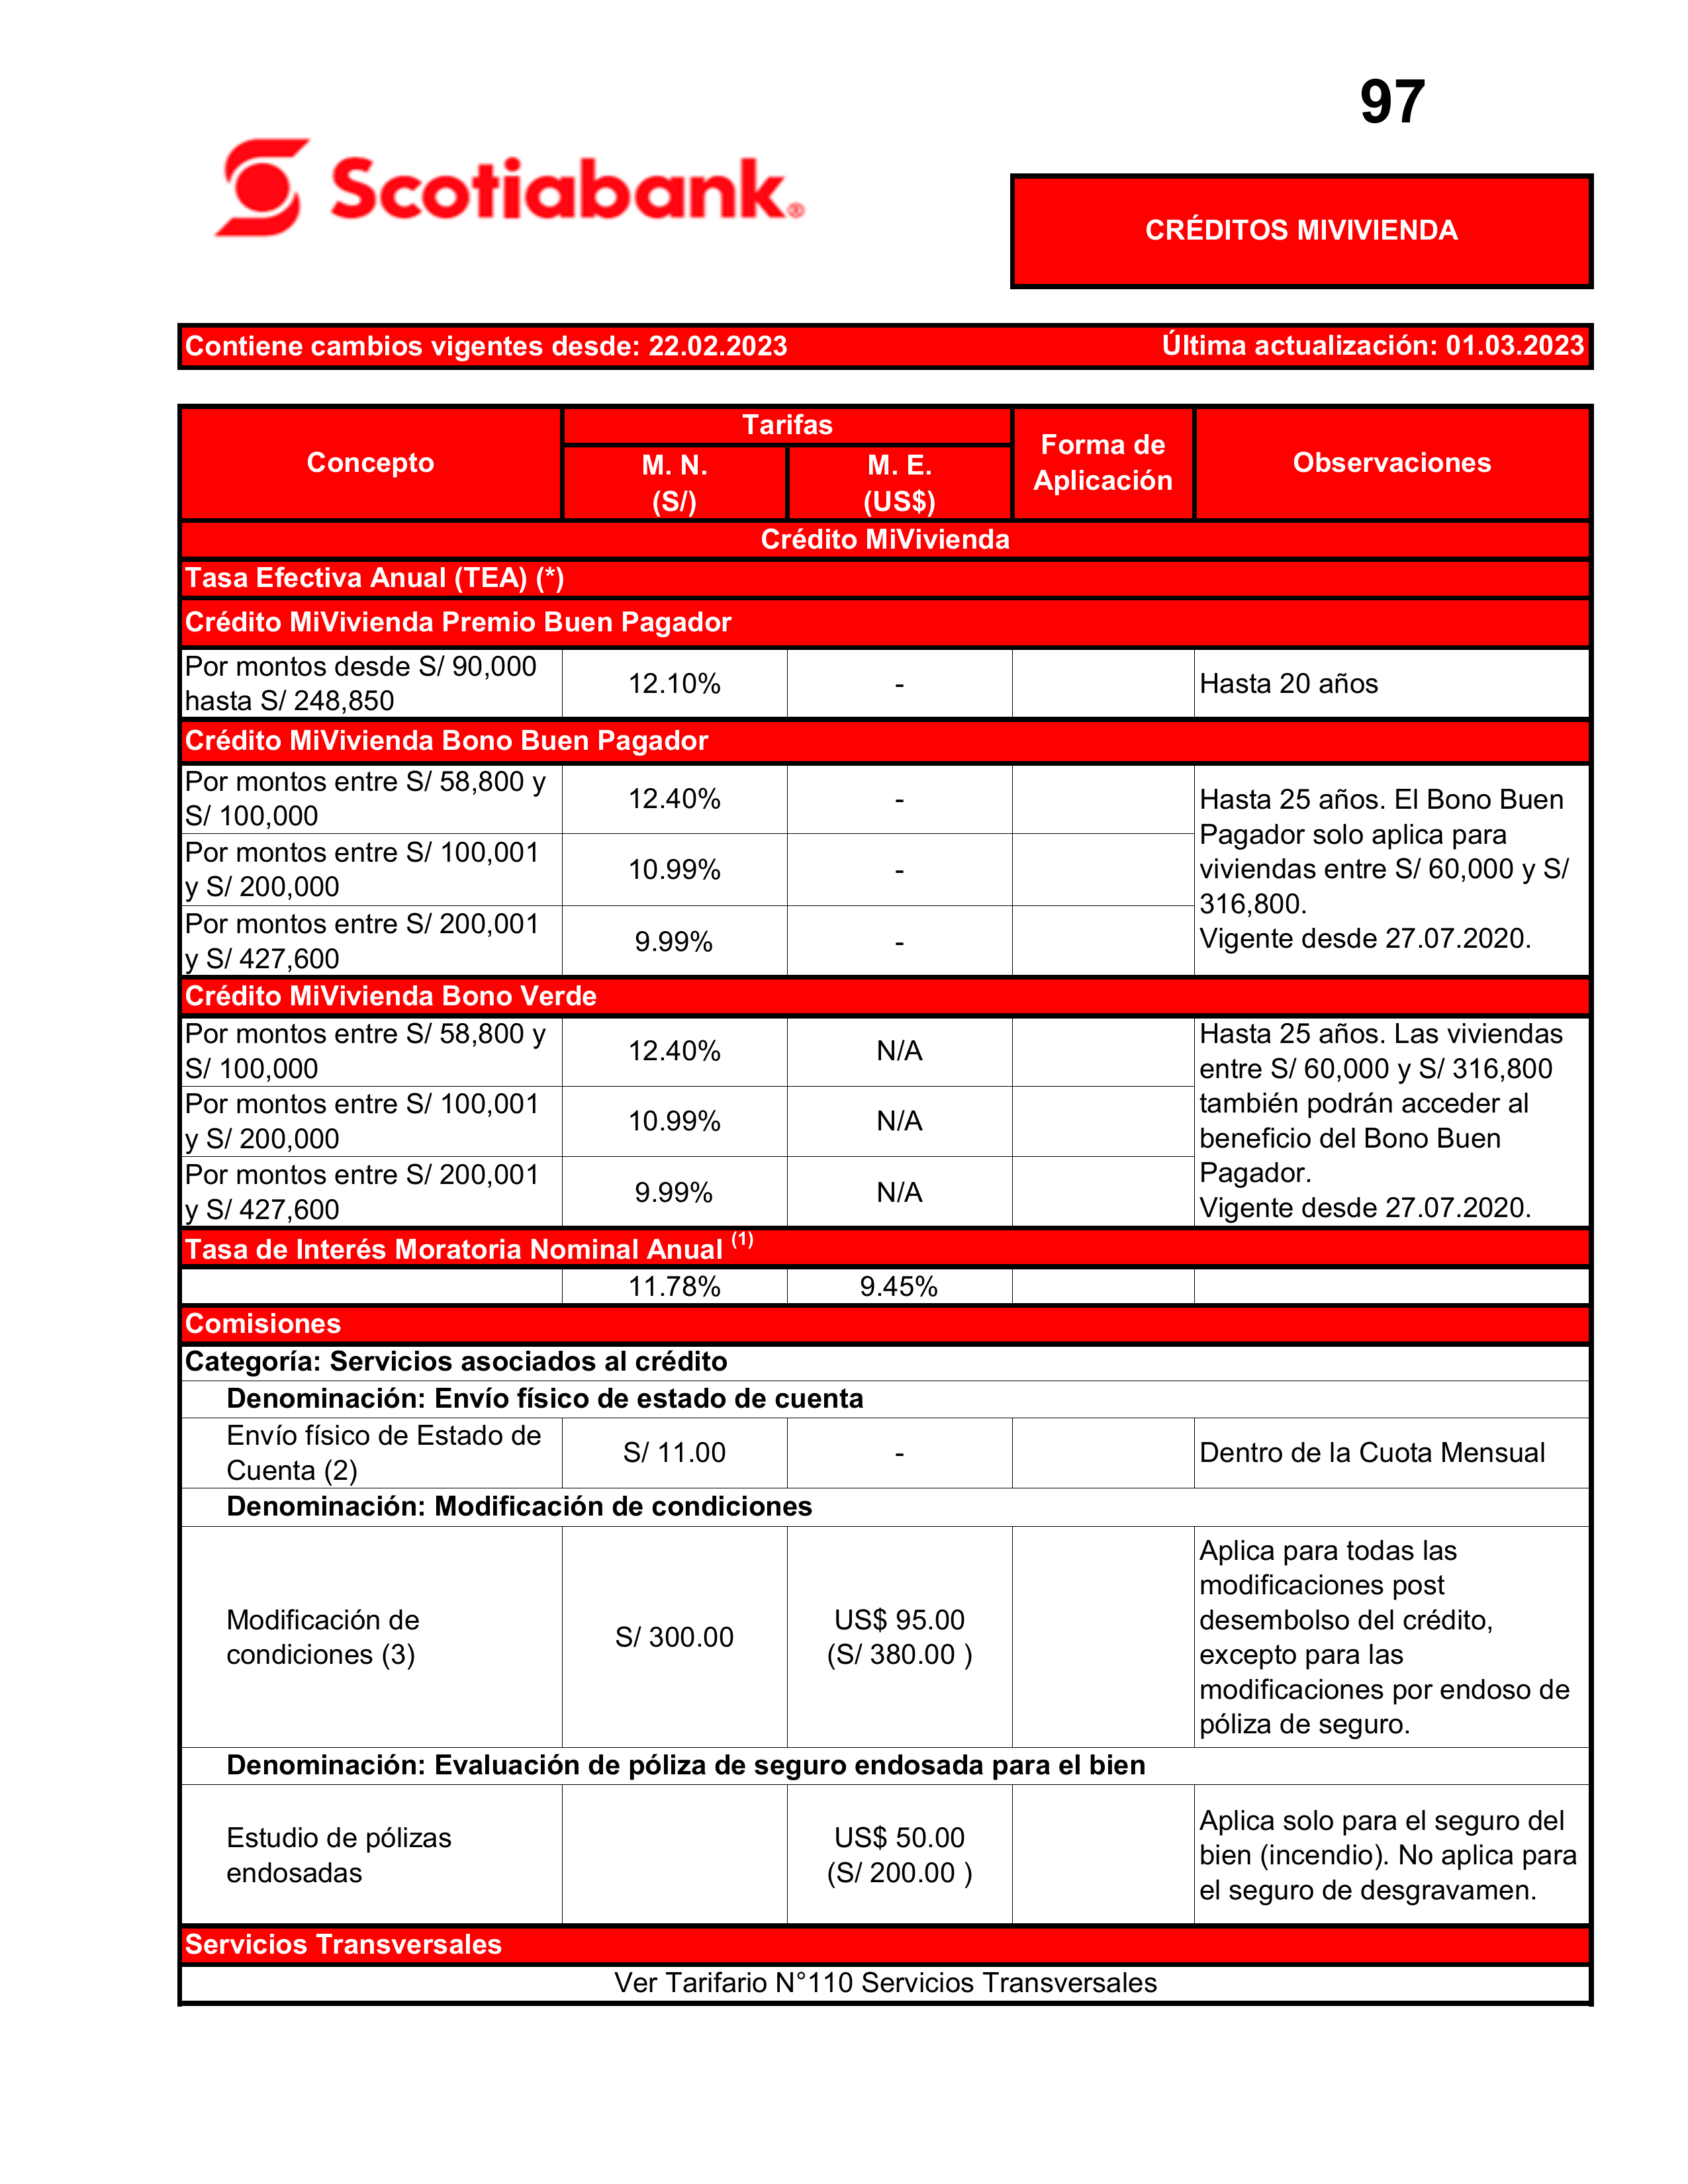 97
Scotiabank®
CRÉDITOS MIVIVIENDA
Contiene cambios vigentes desde: 22.02.2023 Última actualización: 01.03.2023
Concepto
Tarifas
M. N.
(S/)
M. E.
(US$)
Forma de
Aplicación
Observaciones
Crédito MiVivienda
Tasa Efectiva Anual (TEA) (*)
Crédito MiVivienda Premio Buen Pagador
Por montos desde S/ 90,000
hasta S/ 248,850
12.10%
-
Hasta 20 años
Crédito MiVivienda Bono Buen Pagador
Por montos entre S/ 58,800 y
S/ 100,000
12.40%
-
Por montos entre S/ 100,001
y S/ 200,000
10.99%
-
Por montos entre S/ 200,001
y S/ 427,600
9.99%
-
Hasta 25 años. El Bono Buen
Pagador solo aplica para
viviendas entre S/ 60,000 y S/
316,800.
Vigente desde 27.07.2020.
Crédito MiVivienda Bono Verde
Por montos entre S/ 58,800 y
S/ 100,000
12.40%
N/A
Por montos entre S/ 100,001
y S/ 200,000
10.99%
N/A
Por montos entre S/ 200,001
y S/ 427,600
9.99%
N/A
Hasta 25 años. Las viviendas
entre S/ 60,000 y S/ 316,800
también podrán acceder al
beneficio del Bono Buen
Pagador.
Vigente desde 27.07.2020.
Tasa de Interés Moratoria Nominal Anual (1)
11.78%
9.45%
Comisiones
Categoría: Servicios asociados al crédito
Denominación: Envío físico de estado de cuenta
Envío físico de Estado de
Cuenta (2)
S/ 11.00
-
Dentro de la Cuota Mensual
Denominación: Modificación de condiciones
Modificación de
condiciones (3)
S/ 300.00
US$ 95.00
(S/ 380.00 )
Aplica para todas las
modificaciones post
desembolso del crédito,
excepto para las
modificaciones por endoso de
póliza de seguro.
Denominación: Evaluación de póliza de seguro endosada para el bien
Estudio de pólizas
endosadas
US$ 50.00
(S/ 200.00 )
Aplica solo para el seguro del
bien (incendio). No aplica para
el seguro de desgravamen.
Servicios Transversales
Ver Tarifario N°110 Servicios Transversales